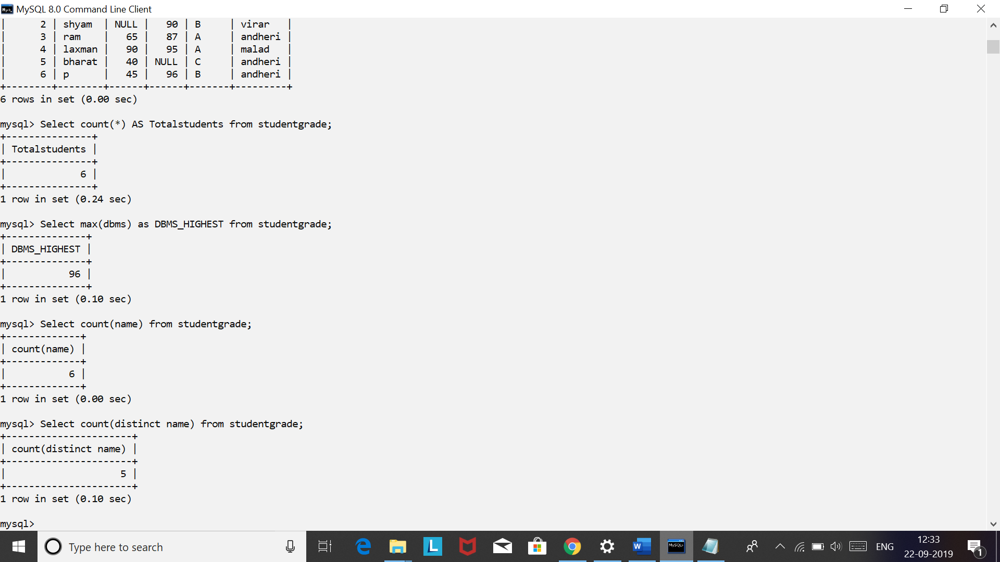 MySQL 8.0 Command Line Client
|      2 | shyam  | NULL |   90 | B     | virar   |
|      3 | ram    |   65 |   87 | A     | andheri |
|      4 | laxman |   90 |   95 | A     | malad   |
|      5 | bharat |   40 | NULL | C     | andheri |
|      6 | p      |   45 |   96 | B     | andheri |
+--------+--------+------+------+-------+---------+
6 rows in set (0.00 sec)
mysql> Select count(*) AS Totalstudents from studentgrade;
+---------------+
| Totalstudents |
+---------------+
|             6 |
+---------------+
1 row in set (0.24 sec)
mysql> Select max(dbms) as DBMS_HIGHEST from studentgrade;
+--------------+
| DBMS_HIGHEST |
+--------------+
|           96 |
+--------------+
1 row in set (0.10 sec)
mysql> Select count(name) from studentgrade;
+-------------+
| count(name) |
+-------------+
|           6 |
+-------------+
1 row in set (0.00 sec)
mysql> Select count(distinct name) from studentgrade;
+----------------------+
| count(distinct name) |
+----------------------+
|                    5 |
+----------------------+
1 row in set (0.10 sec)
mysql>
Type here to search
L
W
MySQL>
ENG
12:33
22-09-2019
1